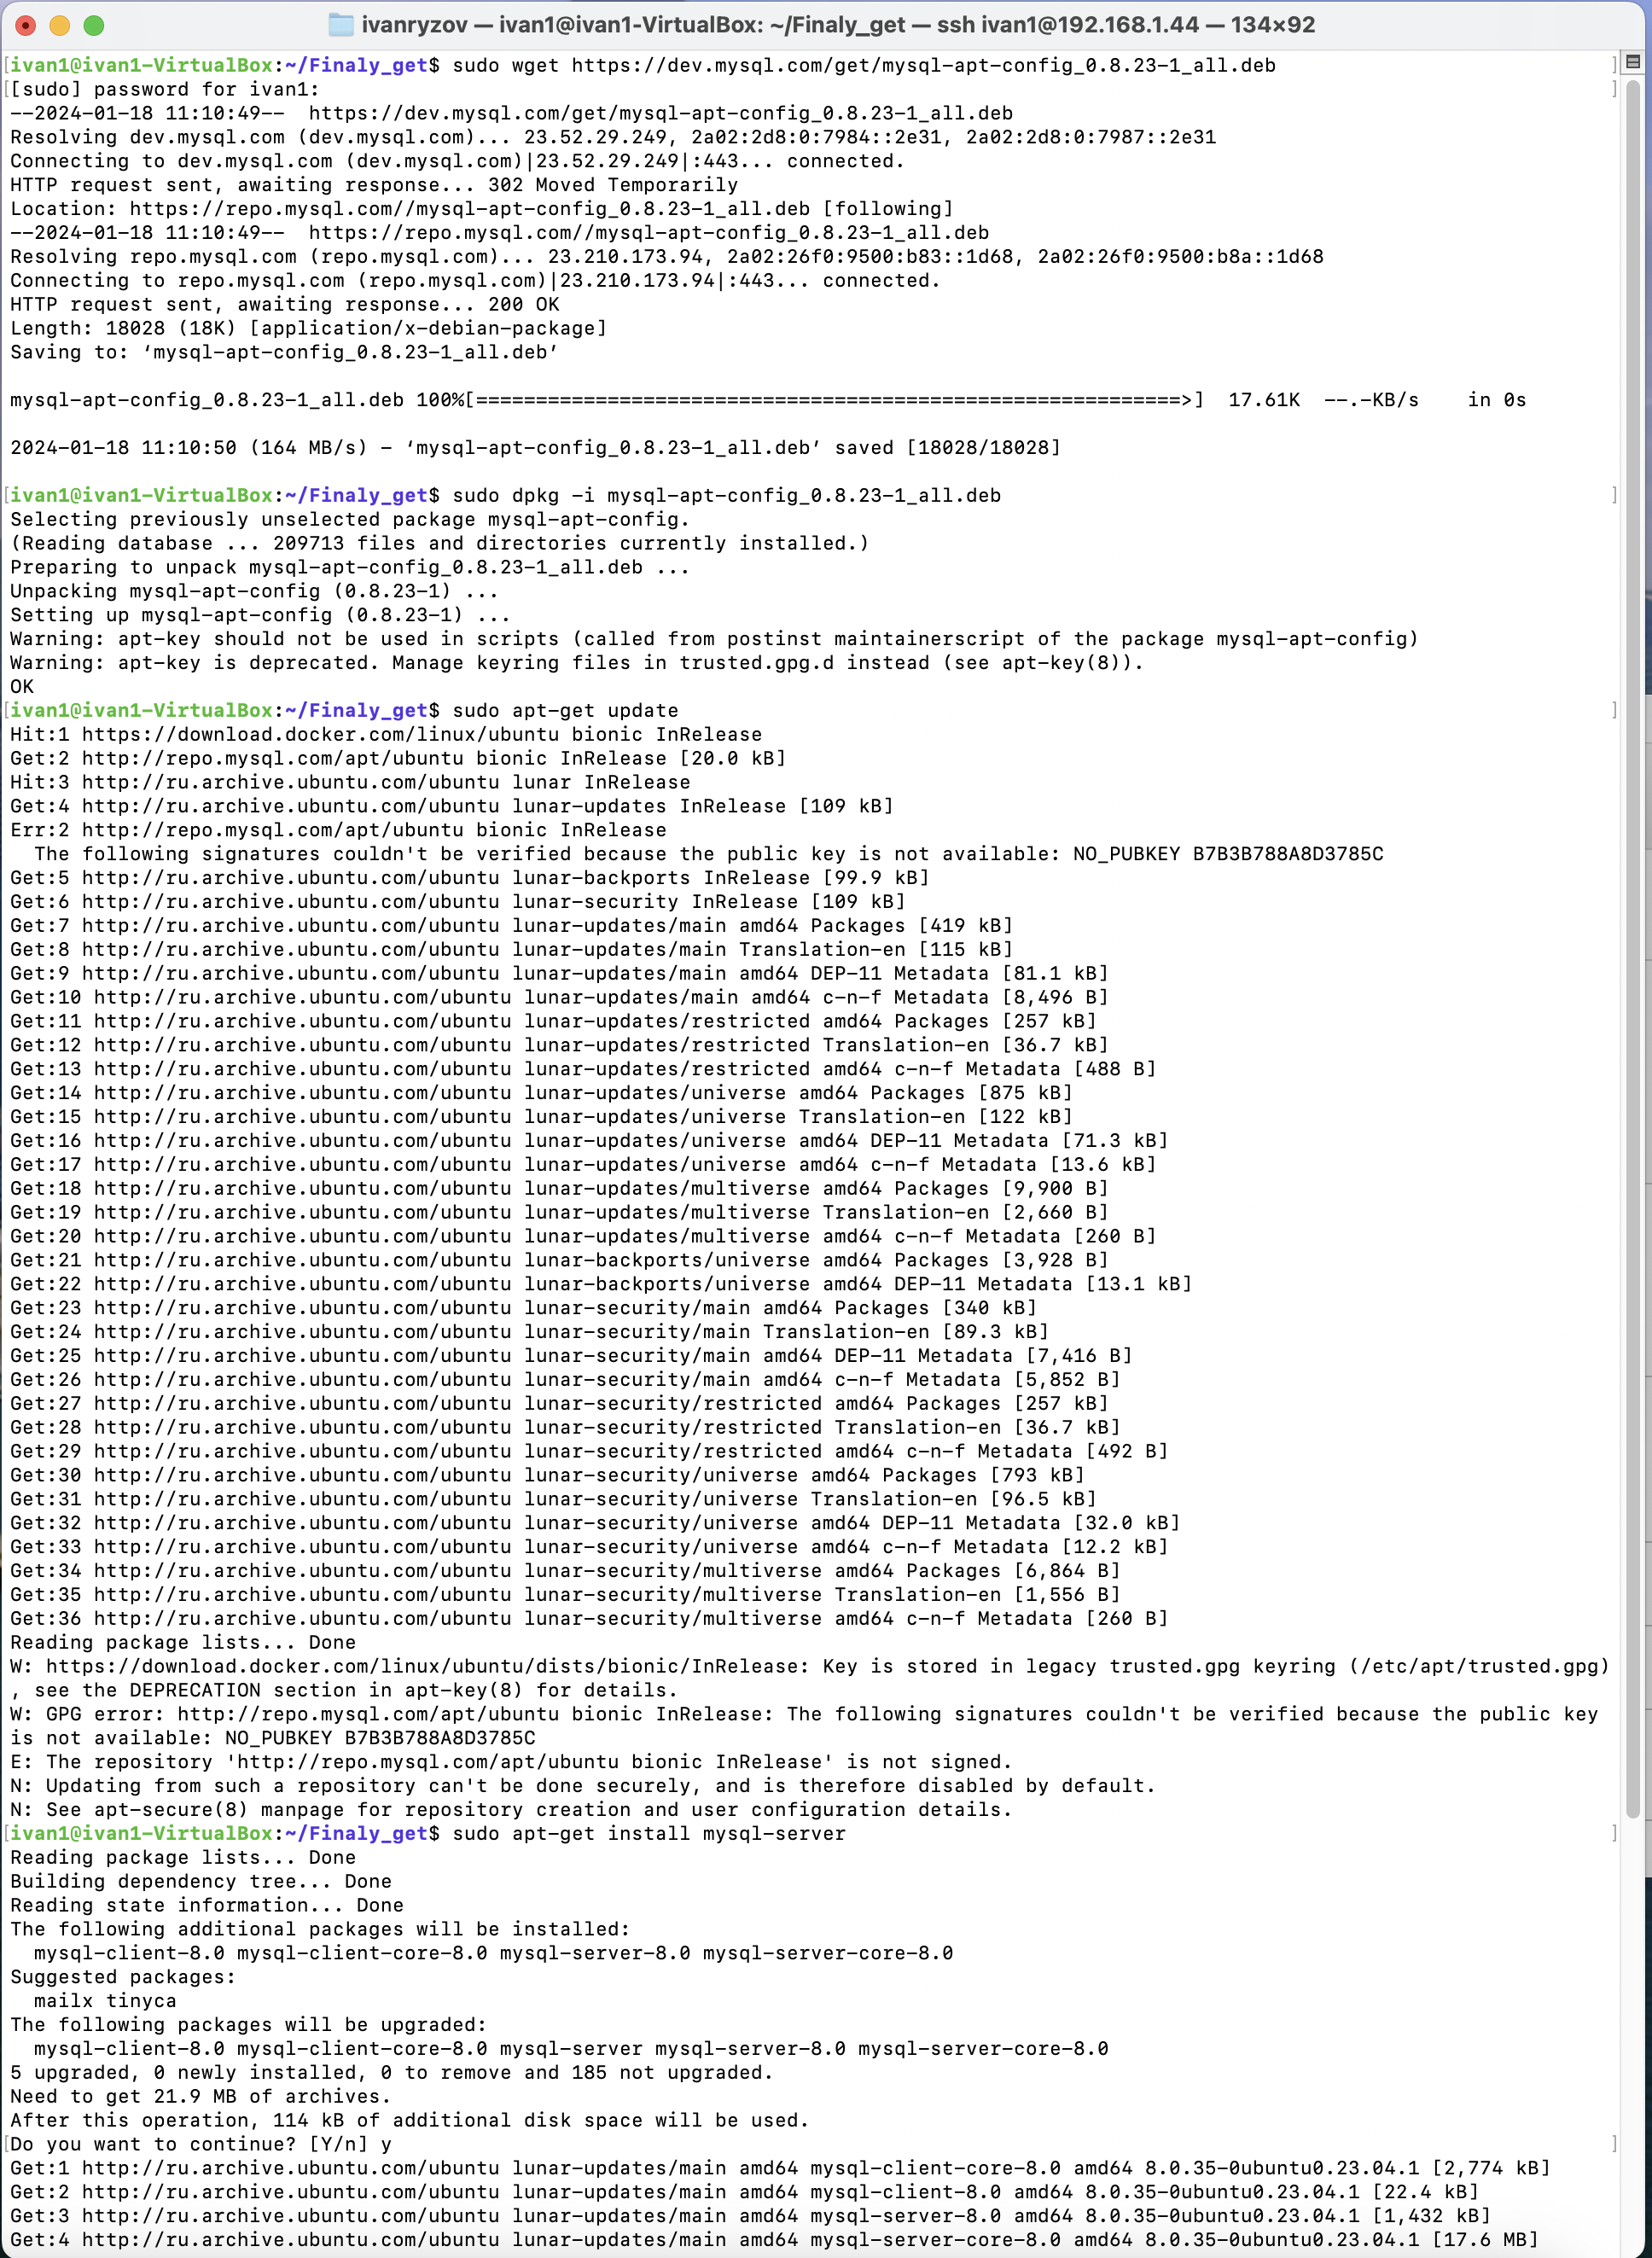 ivanryzov — ivan1@ivan1-VirtualBox: ~/Finaly_get — ssh ivan1@192.168.1.44 — 134×92
[ivan1@ivan1-VirtualBox:~/Finaly_get$ sudo wget https://dev.mysql.com/get/mysql-apt-config_0.8.23-1_all.deb ]
[[sudo] password for ivan1: ]
--2024-01-18 11:10:49--  https://dev.mysql.com/get/mysql-apt-config_0.8.23-1_all.deb
Resolving dev.mysql.com (dev.mysql.com)... 23.52.29.249, 2a02:2d8:0:7984::2e31, 2a02:2d8:0:7987::2e31
Connecting to dev.mysql.com (dev.mysql.com)|23.52.29.249|:443... connected.
HTTP request sent, awaiting response... 302 Moved Temporarily
Location: https://repo.mysql.com//mysql-apt-config_0.8.23-1_all.deb [following]
--2024-01-18 11:10:49--  https://repo.mysql.com//mysql-apt-config_0.8.23-1_all.deb
Resolving repo.mysql.com (repo.mysql.com)... 23.210.173.94, 2a02:26f0:9500:b83::1d68, 2a02:26f0:9500:b8a::1d68
Connecting to repo.mysql.com (repo.mysql.com)|23.210.173.94|:443... connected.
HTTP request sent, awaiting response... 200 OK
Length: 18028 (18K) [application/x-debian-package]
Saving to: ‘mysql-apt-config_0.8.23-1_all.deb’
mysql-apt-config_0.8.23-1_all.deb 100%[===========================================================>]  17.61K  --.-KB/s    in 0s
2024-01-18 11:10:50 (164 MB/s) - ‘mysql-apt-config_0.8.23-1_all.deb’ saved [18028/18028]
[ivan1@ivan1-VirtualBox:~/Finaly_get$ sudo dpkg -i mysql-apt-config_0.8.23-1_all.deb ]
Selecting previously unselected package mysql-apt-config.
(Reading database ... 209713 files and directories currently installed.)
Preparing to unpack mysql-apt-config_0.8.23-1_all.deb ...
Unpacking mysql-apt-config (0.8.23-1) ...
Setting up mysql-apt-config (0.8.23-1) ...
Warning: apt-key should not be used in scripts (called from postinst maintainerscript of the package mysql-apt-config)
Warning: apt-key is deprecated. Manage keyring files in trusted.gpg.d instead (see apt-key(8)).
OK
[ivan1@ivan1-VirtualBox:~/Finaly_get$ sudo apt-get update ]
Hit:1 https://download.docker.com/linux/ubuntu bionic InRelease
Get:2 http://repo.mysql.com/apt/ubuntu bionic InRelease [20.0 kB]
Hit:3 http://ru.archive.ubuntu.com/ubuntu lunar InRelease
Get:4 http://ru.archive.ubuntu.com/ubuntu lunar-updates InRelease [109 kB]
Err:2 http://repo.mysql.com/apt/ubuntu bionic InRelease
  The following signatures couldn't be verified because the public key is not available: NO_PUBKEY B7B3B788A8D3785C
Get:5 http://ru.archive.ubuntu.com/ubuntu lunar-backports InRelease [99.9 kB]
Get:6 http://ru.archive.ubuntu.com/ubuntu lunar-security InRelease [109 kB]
Get:7 http://ru.archive.ubuntu.com/ubuntu lunar-updates/main amd64 Packages [419 kB]
Get:8 http://ru.archive.ubuntu.com/ubuntu lunar-updates/main Translation-en [115 kB]
Get:9 http://ru.archive.ubuntu.com/ubuntu lunar-updates/main amd64 DEP-11 Metadata [81.1 kB]
Get:10 http://ru.archive.ubuntu.com/ubuntu lunar-updates/main amd64 c-n-f Metadata [8,496 B]
Get:11 http://ru.archive.ubuntu.com/ubuntu lunar-updates/restricted amd64 Packages [257 kB]
Get:12 http://ru.archive.ubuntu.com/ubuntu lunar-updates/restricted Translation-en [36.7 kB]
Get:13 http://ru.archive.ubuntu.com/ubuntu lunar-updates/restricted amd64 c-n-f Metadata [488 B]
Get:14 http://ru.archive.ubuntu.com/ubuntu lunar-updates/universe amd64 Packages [875 kB]
Get:15 http://ru.archive.ubuntu.com/ubuntu lunar-updates/universe Translation-en [122 kB]
Get:16 http://ru.archive.ubuntu.com/ubuntu lunar-updates/universe amd64 DEP-11 Metadata [71.3 kB]
Get:17 http://ru.archive.ubuntu.com/ubuntu lunar-updates/universe amd64 c-n-f Metadata [13.6 kB]
Get:18 http://ru.archive.ubuntu.com/ubuntu lunar-updates/multiverse amd64 Packages [9,900 B]
Get:19 http://ru.archive.ubuntu.com/ubuntu lunar-updates/multiverse Translation-en [2,660 B]
Get:20 http://ru.archive.ubuntu.com/ubuntu lunar-updates/multiverse amd64 c-n-f Metadata [260 B]
Get:21 http://ru.archive.ubuntu.com/ubuntu lunar-backports/universe amd64 Packages [3,928 B]
Get:22 http://ru.archive.ubuntu.com/ubuntu lunar-backports/universe amd64 DEP-11 Metadata [13.1 kB]
Get:23 http://ru.archive.ubuntu.com/ubuntu lunar-security/main amd64 Packages [340 kB]
Get:24 http://ru.archive.ubuntu.com/ubuntu lunar-security/main Translation-en [89.3 kB]
Get:25 http://ru.archive.ubuntu.com/ubuntu lunar-security/main amd64 DEP-11 Metadata [7,416 B]
Get:26 http://ru.archive.ubuntu.com/ubuntu lunar-security/main amd64 c-n-f Metadata [5,852 B]
Get:27 http://ru.archive.ubuntu.com/ubuntu lunar-security/restricted amd64 Packages [257 kB]
Get:28 http://ru.archive.ubuntu.com/ubuntu lunar-security/restricted Translation-en [36.7 kB]
Get:29 http://ru.archive.ubuntu.com/ubuntu lunar-security/restricted amd64 c-n-f Metadata [492 B]
Get:30 http://ru.archive.ubuntu.com/ubuntu lunar-security/universe amd64 Packages [793 kB]
Get:31 http://ru.archive.ubuntu.com/ubuntu lunar-security/universe Translation-en [96.5 kB]
Get:32 http://ru.archive.ubuntu.com/ubuntu lunar-security/universe amd64 DEP-11 Metadata [32.0 kB]
Get:33 http://ru.archive.ubuntu.com/ubuntu lunar-security/universe amd64 c-n-f Metadata [12.2 kB]
Get:34 http://ru.archive.ubuntu.com/ubuntu lunar-security/multiverse amd64 Packages [6,864 B]
Get:35 http://ru.archive.ubuntu.com/ubuntu lunar-security/multiverse Translation-en [1,556 B]
Get:36 http://ru.archive.ubuntu.com/ubuntu lunar-security/multiverse amd64 c-n-f Metadata [260 B]
Reading package lists... Done
W: https://download.docker.com/linux/ubuntu/dists/bionic/InRelease: Key is stored in legacy trusted.gpg keyring (/etc/apt/trusted.gpg)
, see the DEPRECATION section in apt-key(8) for details.
W: GPG error: http://repo.mysql.com/apt/ubuntu bionic InRelease: The following signatures couldn't be verified because the public key
is not available: NO_PUBKEY B7B3B788A8D3785C
E: The repository 'http://repo.mysql.com/apt/ubuntu bionic InRelease' is not signed.
N: Updating from such a repository can't be done securely, and is therefore disabled by default.
N: See apt-secure(8) manpage for repository creation and user configuration details.
[ivan1@ivan1-VirtualBox:~/Finaly_get$ sudo apt-get install mysql-server ]
Reading package lists... Done
Building dependency tree... Done
Reading state information... Done
The following additional packages will be installed:
  mysql-client-8.0 mysql-client-core-8.0 mysql-server-8.0 mysql-server-core-8.0
Suggested packages:
  mailx tinyca
The following packages will be upgraded:
  mysql-client-8.0 mysql-client-core-8.0 mysql-server mysql-server-8.0 mysql-server-core-8.0
5 upgraded, 0 newly installed, 0 to remove and 185 not upgraded.
Need to get 21.9 MB of archives.
After this operation, 114 kB of additional disk space will be used.
[Do you want to continue? [Y/n] y ]
Get:1 http://ru.archive.ubuntu.com/ubuntu lunar-updates/main amd64 mysql-client-core-8.0 amd64 8.0.35-0ubuntu0.23.04.1 [2,774 kB]
Get:2 http://ru.archive.ubuntu.com/ubuntu lunar-updates/main amd64 mysql-client-8.0 amd64 8.0.35-0ubuntu0.23.04.1 [22.4 kB]
Get:3 http://ru.archive.ubuntu.com/ubuntu lunar-updates/main amd64 mysql-server-8.0 amd64 8.0.35-0ubuntu0.23.04.1 [1,432 kB]
Get:4 http://ru.archive.ubuntu.com/ubuntu lunar-updates/main amd64 mysql-server-core-8.0 amd64 8.0.35-0ubuntu0.23.04.1 [17.6 MB]